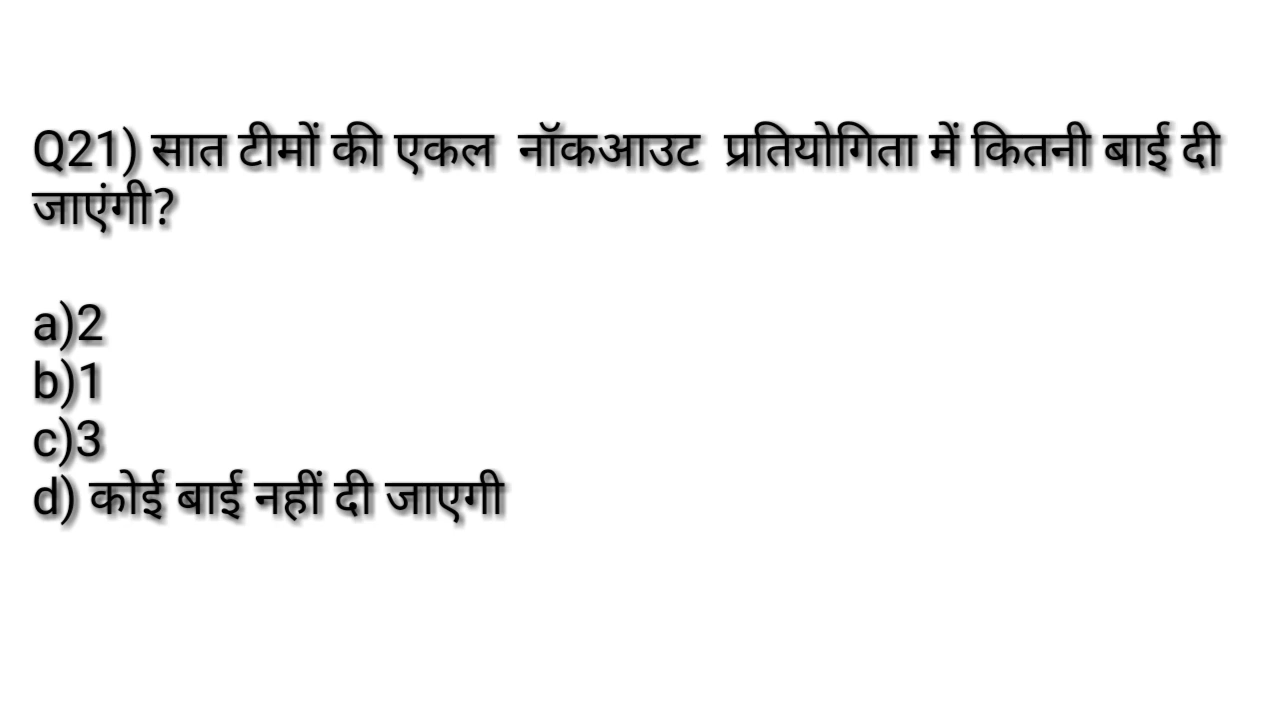 Q21) सात टीमों की एकल नॉकआउट प्रतियोगिता में कितनी बाई दी
जाएंगी?
a)2
b)1
c)3
d) कोई बाई नहीं दी जाएगी